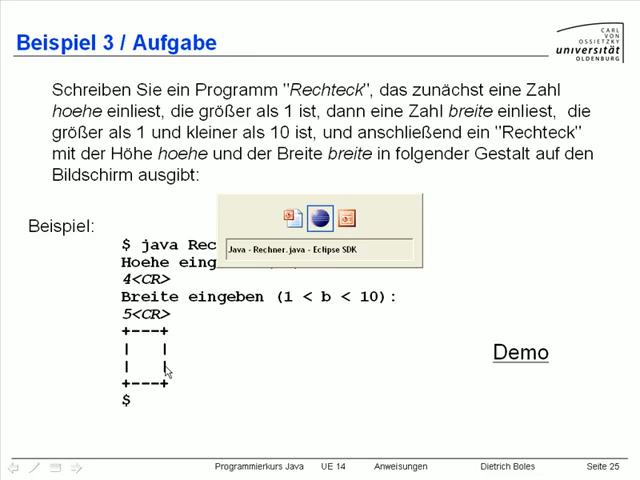 Beispiel 3 / Aufgabe
CARL
VON
OSSIETZKY
universität
OLDENBURG
Schreiben Sie ein Programm "Rechteck", das zunächst eine Zahl
hoehe einliest, die größer als 1 ist, dann eine Zahl breite einliest, die
größer als 1 und kleiner als 10 ist, und anschließend ein "Rechteck"
mit der Höhe hoehe und der Breite breite in folgender Gestalt auf den
Bildschirm ausgibt:
Java - Rechner.java - Eclipse SDK
Beispiel:
$ java Rec
Hoehe eing
4<CR>
Breite eingeben (1 < b < 10):
5<CR>
+---+
|   |
|   |
+---+
$
Demo
Programmierkurs Java UE 14 Anweisungen Dietrich Boles Seite 25